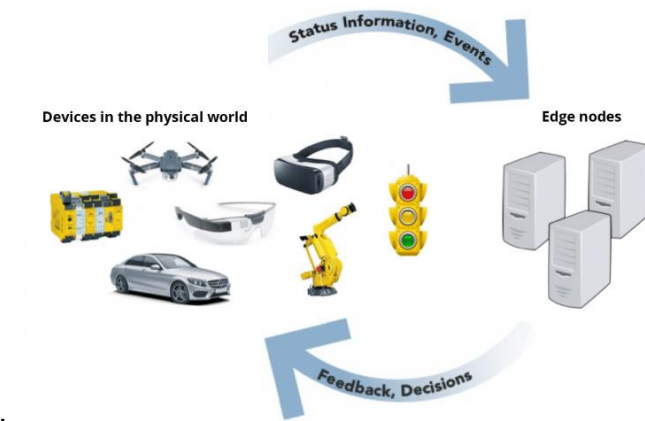 Status Information, Events
Devices in the physical world
Edge nodes
Feedback, Decisions